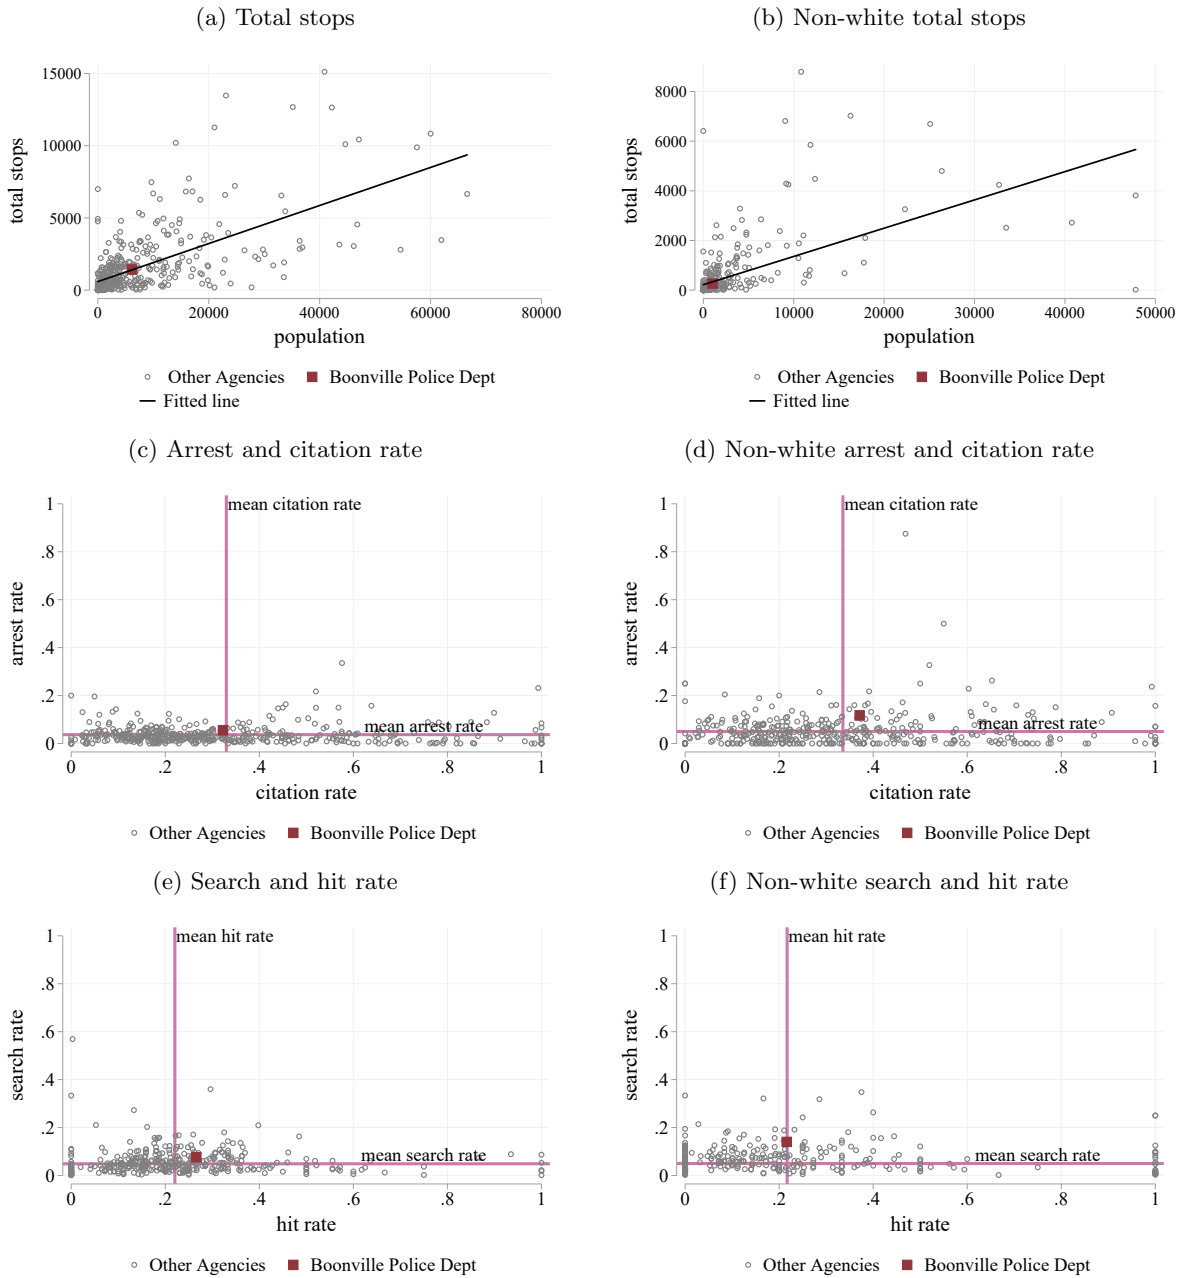 (a) Total stops
(b) Non-white total stops
total stops
15000
10000
5000
0
0 20000 40000 60000 80000
population
Other Agencies Boonville Police Dept
Fitted line
total stops
8000
6000
4000
2000
0
0 10000 20000 30000 40000 50000
population
Other Agencies Boonville Police Dept
Fitted line
(c) Arrest and citation rate
(d) Non-white arrest and citation rate
arrest rate
1
.8
.6
.4
.2
0
mean citation rate
mean arrest rate
0 .2 .4 .6 .8 1
citation rate
Other Agencies Boonville Police Dept
arrest rate
1
.8
.6
.4
.2
0
mean citation rate
mean arrest rate
0 .2 .4 .6 .8 1
citation rate
Other Agencies Boonville Police Dept
(e) Search and hit rate
(f) Non-white search and hit rate
search rate
1
.8
.6
.4
.2
0
mean hit rate
mean search rate
0 .2 .4 .6 .8 1
hit rate
Other Agencies Boonville Police Dept
search rate
1
.8
.6
.4
.2
0
mean hit rate
mean search rate
0 .2 .4 .6 .8 1
hit rate
Other Agencies Boonville Police Dept